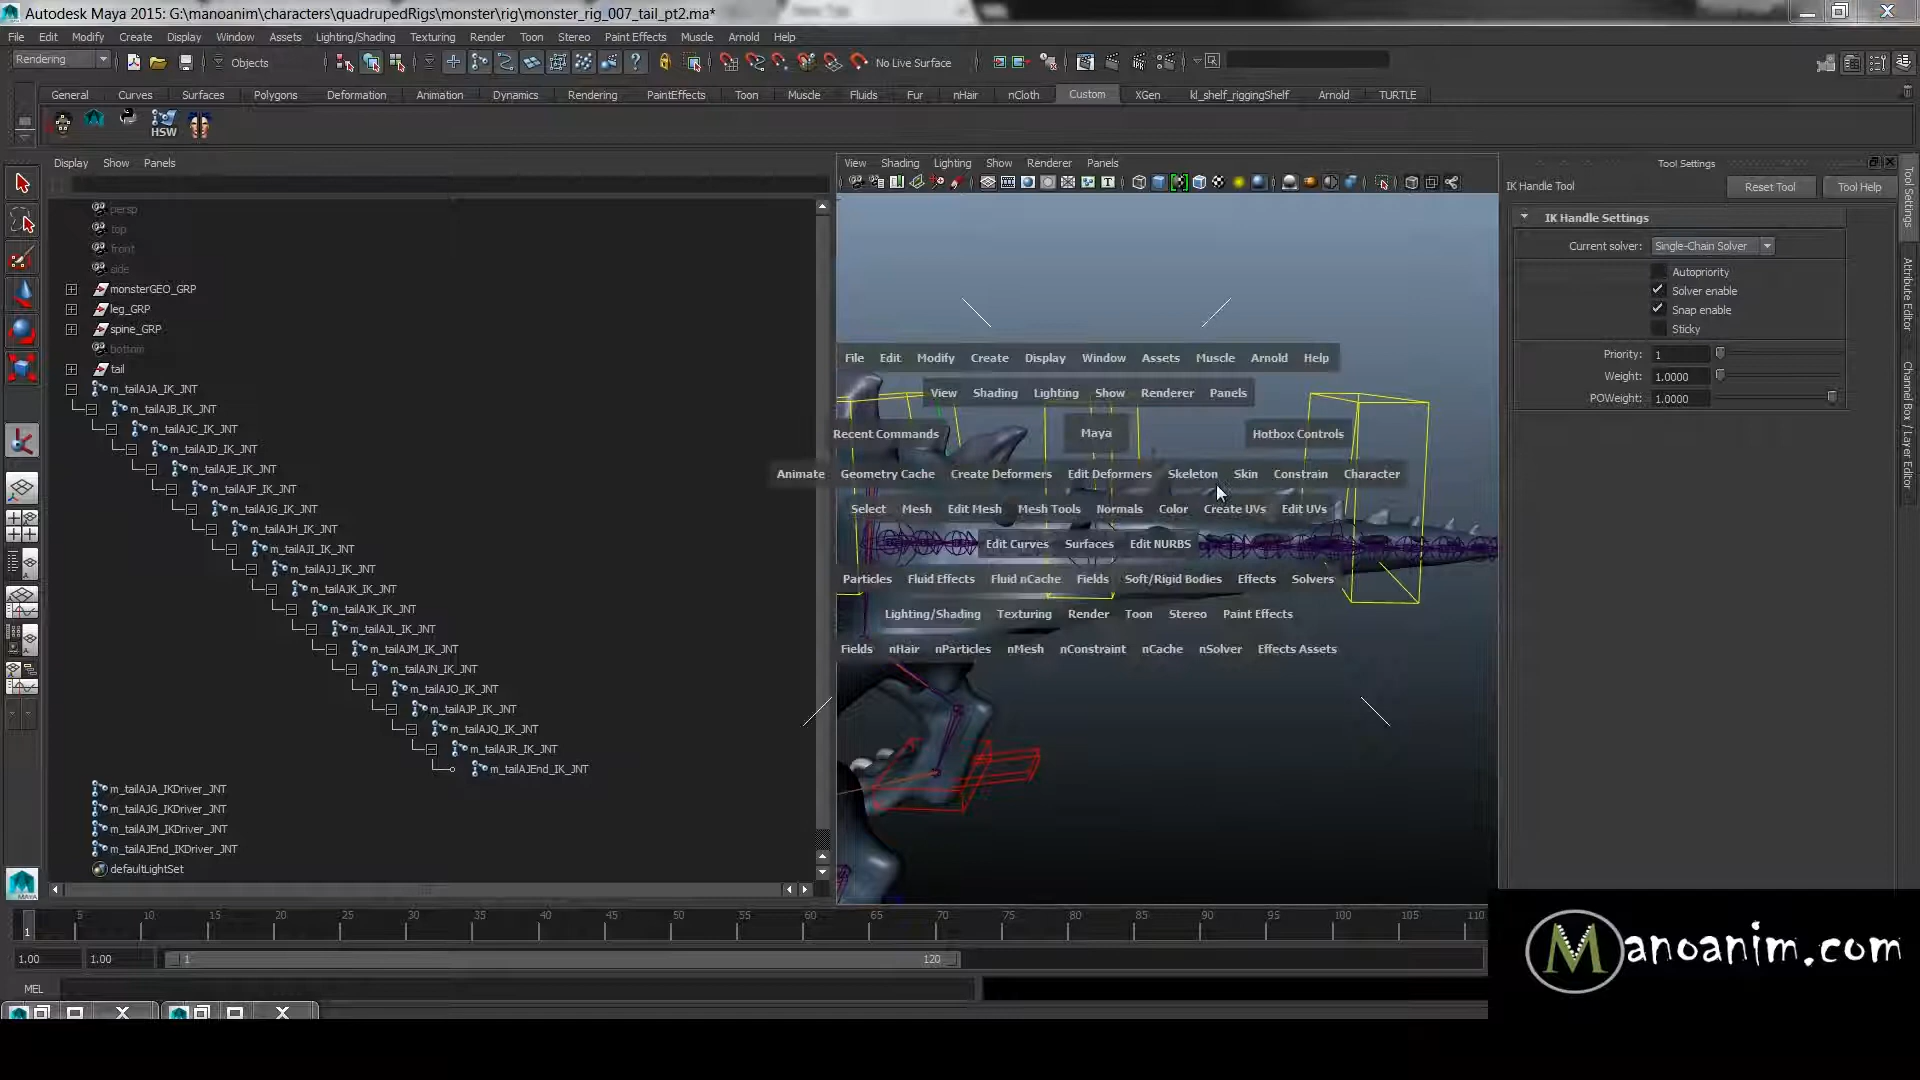 Autodesk Maya 2015: G:\manoanim\characters\quadrupedRigs\monster\rig\monster_rig_007_tail_pt2.ma*
File Edit Modify Create Display Window Assets Lighting/Shading Texturing Render Toon Stereo Paint Effects Muscle Arnold Help
Rendering Objects No Live Surface
General Curves Surfaces Polygons Deformation Animation Dynamics Rendering PaintEffects Toon Muscle Fluids Fur nHair nCloth Custom XGen kl_shelf_riggingShelf Arnold TURTLE
HSW
Display Show Panels
persp
top
front
side
monsterGEO_GRP
leg_GRP
spine_GRP
bottom
tail
m_tailAJA_IK_JNT
m_tailAJB_IK_JNT
m_tailAJC_IK_JNT
m_tailAJD_IK_JNT
m_tailAJE_IK_JNT
m_tailAJF_IK_JNT
m_tailAJG_IK_JNT
m_tailAJH_IK_JNT
m_tailAJI_IK_JNT
m_tailAJJ_IK_JNT
m_tailAJK_IK_JNT
m_tailAJL_IK_JNT
m_tailAJM_IK_JNT
m_tailAJN_IK_JNT
m_tailAJO_IK_JNT
m_tailAJP_IK_JNT
m_tailAJQ_IK_JNT
m_tailAJR_IK_JNT
m_tailAJEnd_IK_JNT
m_tailAJA_IKDriver_JNT
m_tailAJG_IKDriver_JNT
m_tailAJM_IKDriver_JNT
m_tailAJEnd_IKDriver_JNT
defaultLightSet
View Shading Lighting Show Renderer Panels
File Edit Modify Create Display Window Assets Muscle Arnold Help
View Shading Lighting Show Renderer Panels
Recent Commands Maya Hotbox Controls
Animate Geometry Cache Create Deformers Edit Deformers Skeleton Skin Constrain Character
Select Mesh Edit Mesh Mesh Tools Normals Color Create UVs Edit UVs
Edit Curves Surfaces Edit NURBS
Particles Fluid Effects Fluid nCache Fields Soft/Rigid Bodies Effects Solvers
Lighting/Shading Texturing Render Toon Stereo Paint Effects
Fields nHair nParticles nMesh nConstraint nCache nSolver Effects Assets
Tool Settings
IK Handle Tool Reset Tool Tool Help
IK Handle Settings
Current solver: Single-Chain Solver
Autopriority
Solver enable
Snap enable
Sticky
Priority: 1
Weight: 1.0000
POWeight: 1.0000
Tool Settings
Attribute Editor
Channel Box / Layer Editor
1 5 10 15 20 25 30 35 40 45 50 55 60 65 70 75 80 85 90 95 100 105 110
1.00 1.00 1 120
MEL
MAYA
Manoanim.com